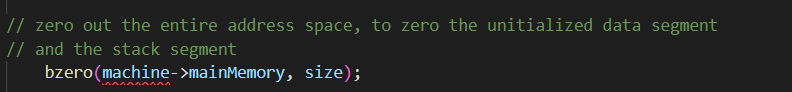 // zero out the entire address space, to zero the unitialized data segment
// and the stack segment
bzero(machine->mainMemory, size);